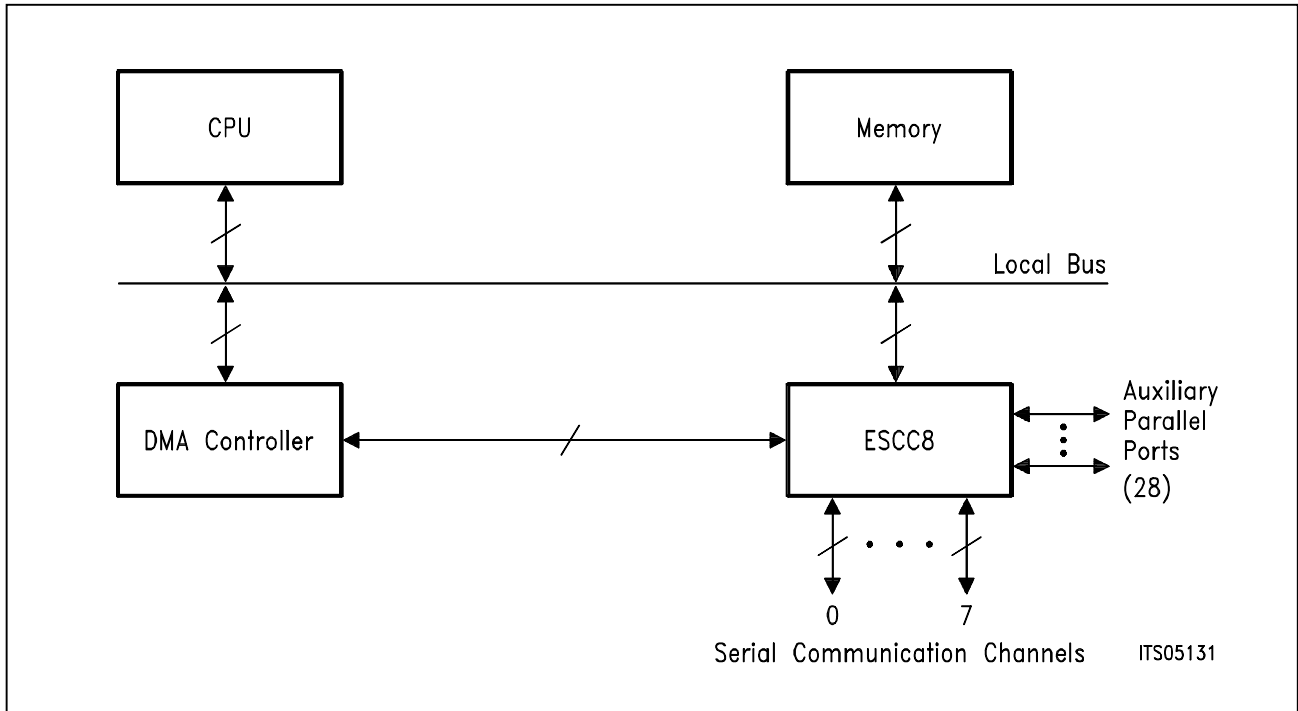 CPU
Memory
Local Bus
DMA Controller
ESCC8
Auxiliary
Parallel
Ports
(28)
0
7
Serial Communication Channels
ITS05131